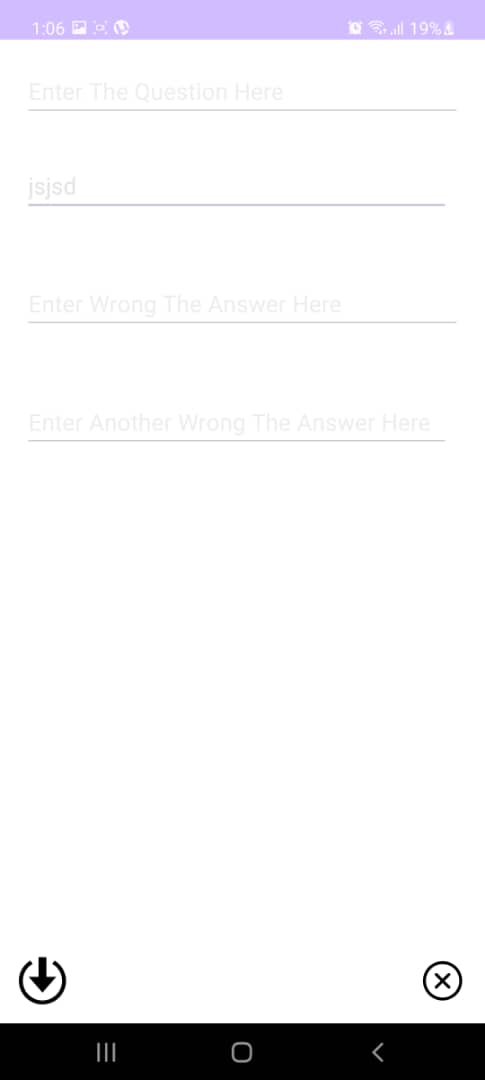 1:06 19%
Enter The Question Here
jsjsd
Enter Wrong The Answer Here
Enter Another Wrong The Answer Here